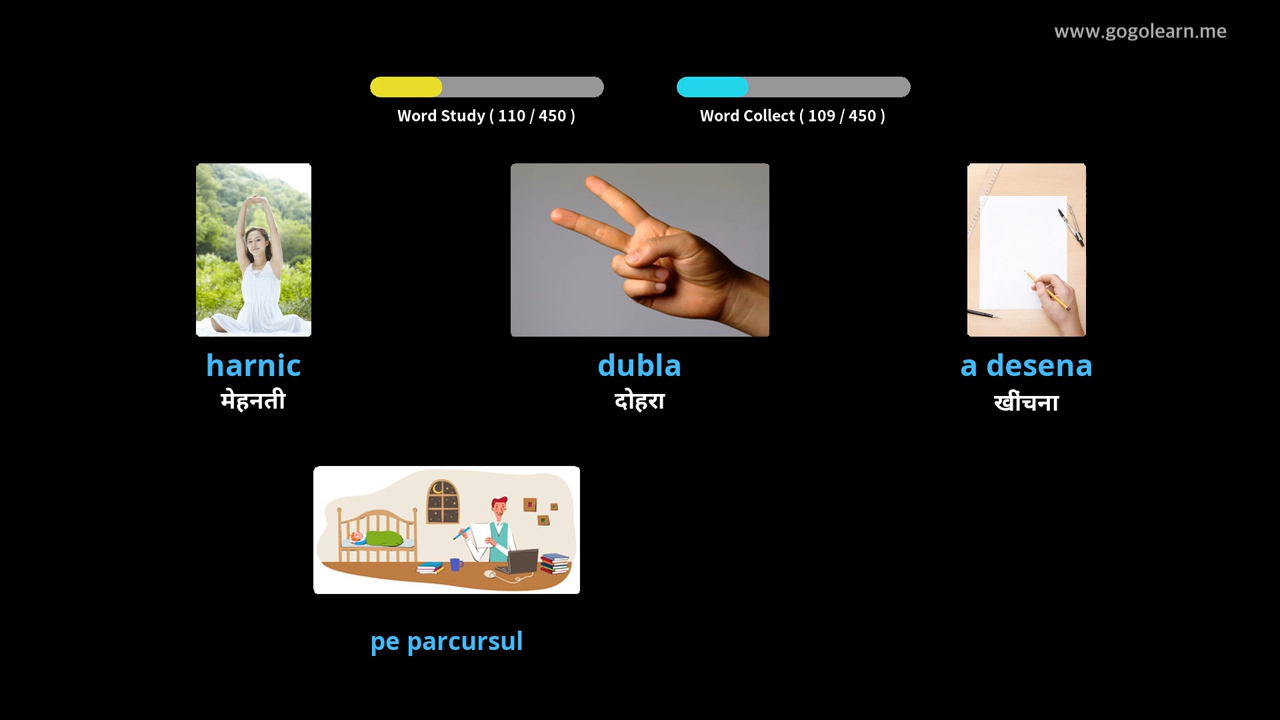 www.gogolearn.me
Word Study ( 110 / 450 )
Word Collect ( 109 / 450 )
harnic
मेहनती
dubla
दोहरा
a desena
खींचना
pe parcursul